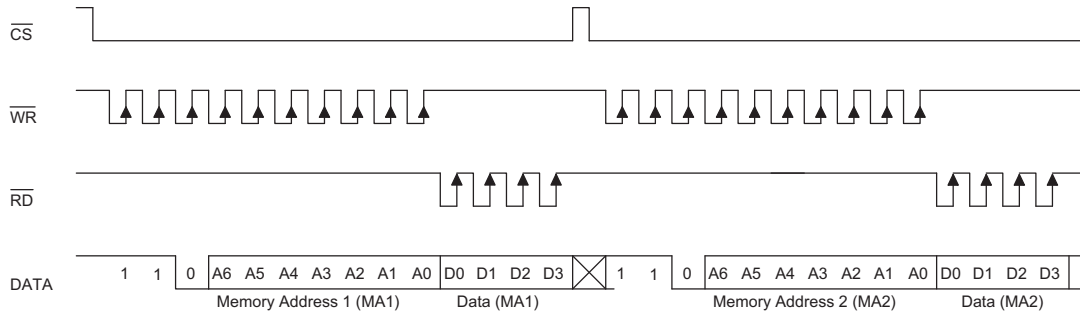 CS
WR
RD
DATA 1 1 0 A6 A5 A4 A3 A2 A1 A0 D0 D1 D2 D3 1 1 0 A6 A5 A4 A3 A2 A1 A0 D0 D1 D2 D3
Memory Address 1 (MA1) Data (MA1) Memory Address 2 (MA2) Data (MA2)